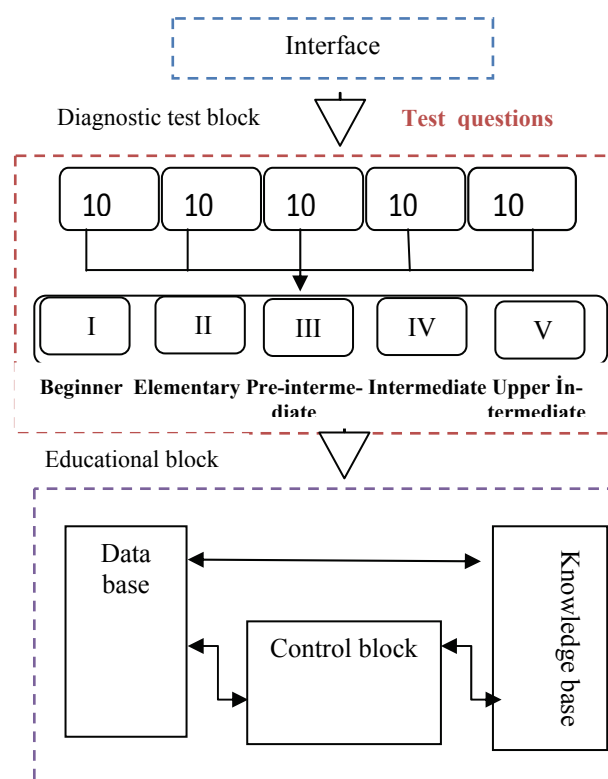 Interface
Diagnostic test block Test questions
10 10 10 10 10
I II III IV V
Beginner Elementary Pre-interme- Intermediate Upper İn-
diate termediate
Educational block
Data
base
Control block
Knowledge base